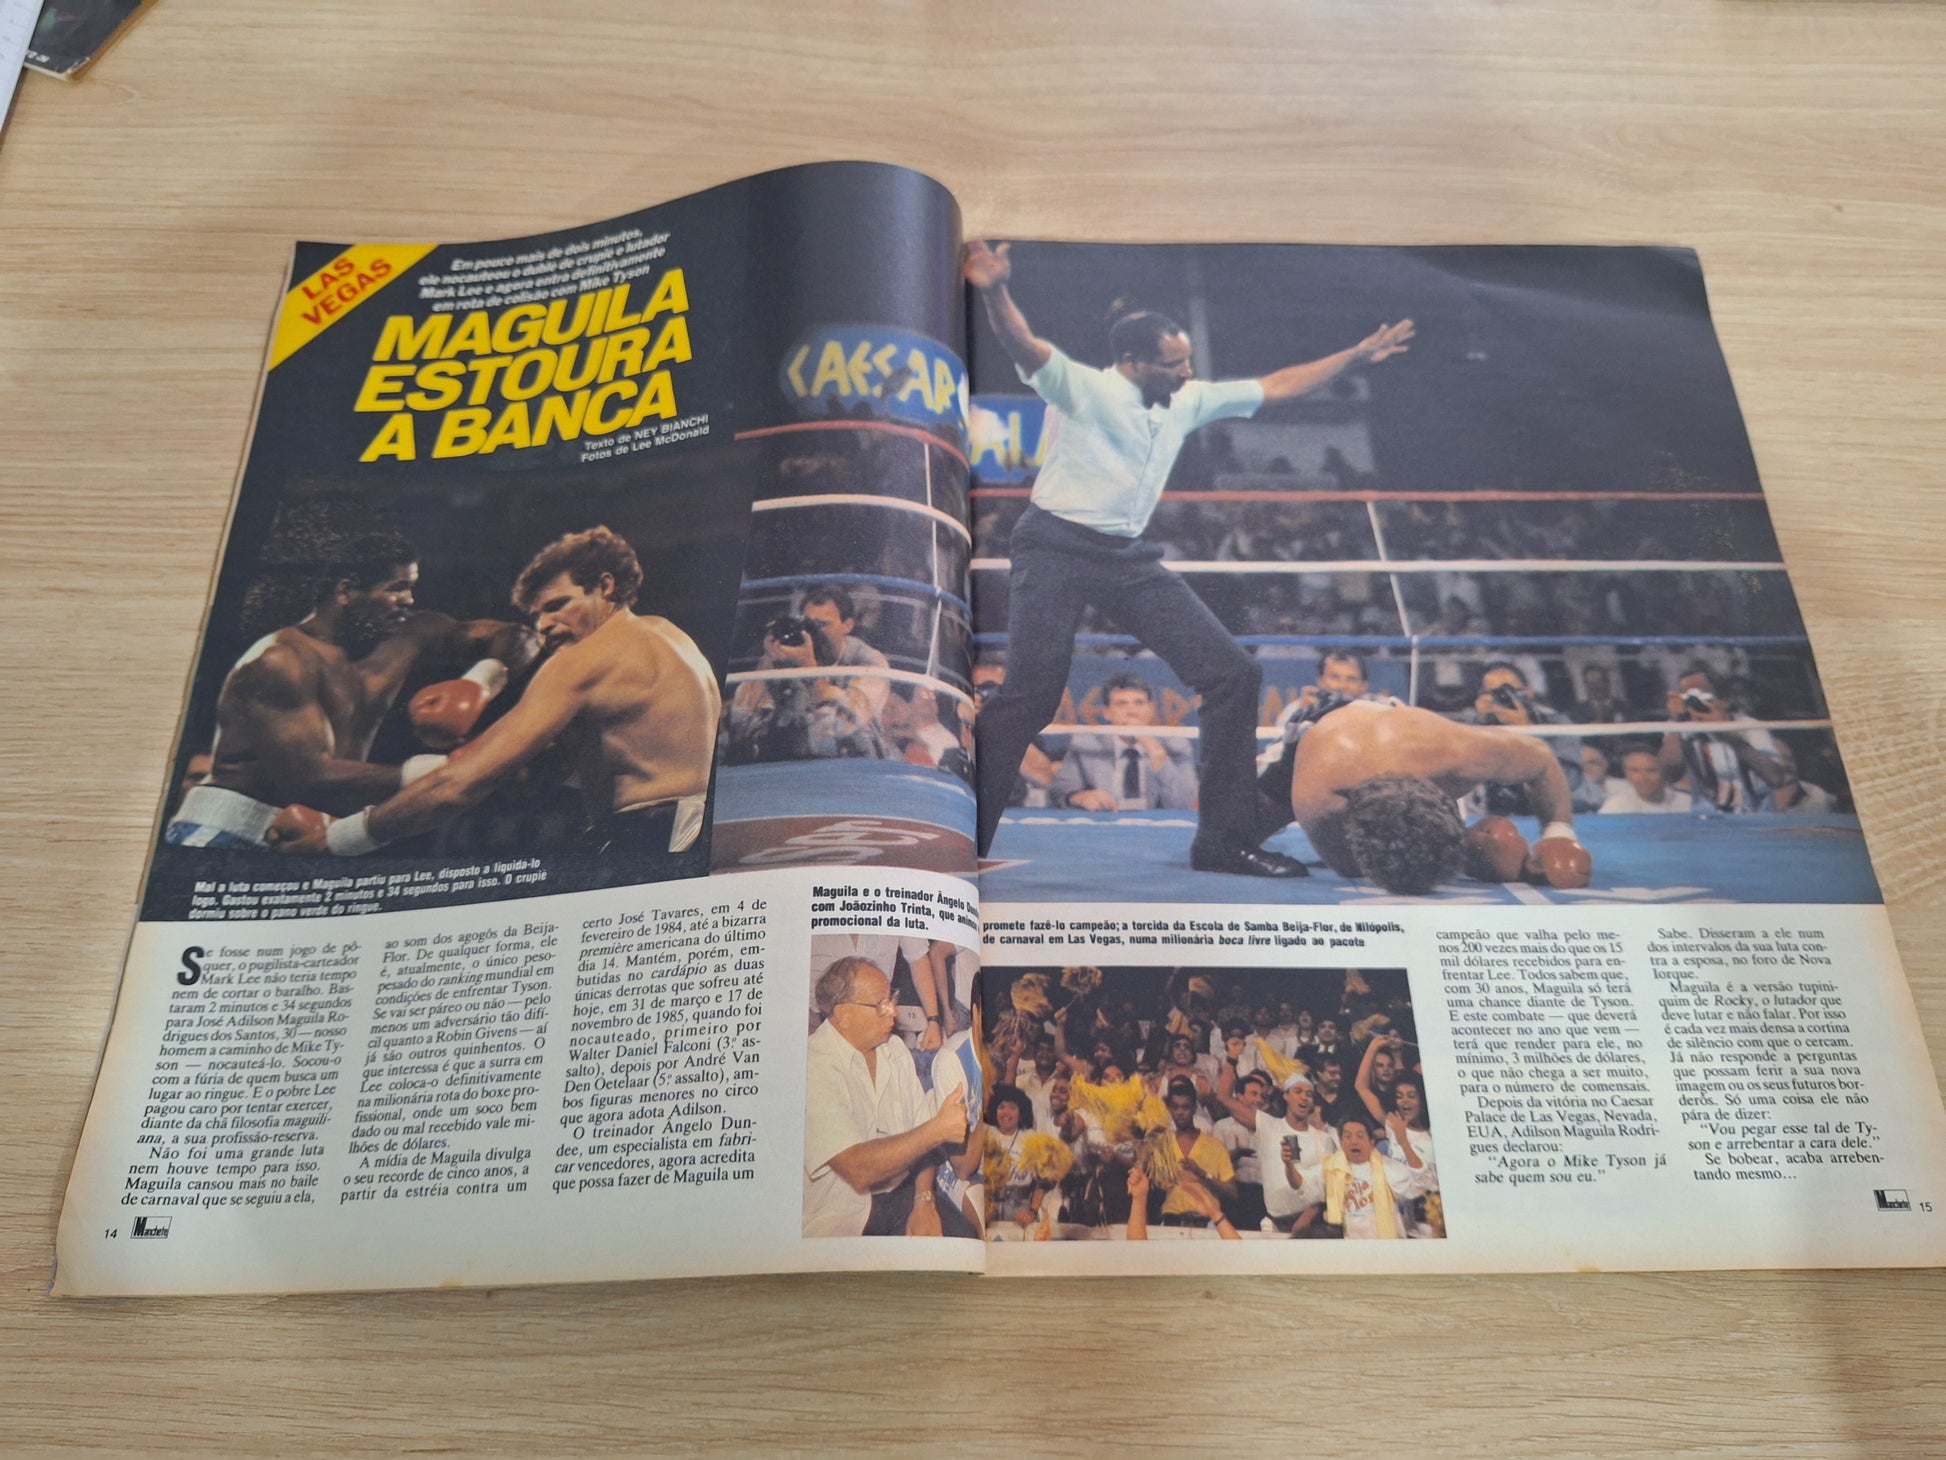 LAS
VEGAS
Em pouco mais de dois minutos,
ele nocauteou o dublê de crupiê e lutador
Mark Lee e agora entra definitivamente
em rota de colisão com Mike Tyson
MAGUILA
ESTOURA
A BANCA
Texto de NEY BIANCHI
Fotos de Lee McDonald
CAESAR
CAESAR
Mal a luta começou e Maguila partiu para Lee, disposto a liquidá-lo
logo. Gastou exatamente 2 minutos e 34 segundos para isso. O crupiê
dormiu sobre o pano verde do ringue.
Se fosse num jogo de pô-
quer, o pugilista-carteador
Mark Lee não teria tempo
nem de cortar o baralho. Bas-
taram 2 minutos e 34 segundos
para José Adilson Maguila Ro-
drigues dos Santos, 30 — nosso
homem a caminho de Mike Ty-
son — nocauteá-lo. Socou-o
com a fúria de quem busca um
lugar ao ringue. E o pobre Lee
pagou caro por tentar exercer,
diante da chã filosofia maguili-
ana, a sua profissão-reserva.
Não foi uma grande luta
nem houve tempo para isso.
Maguila cansou mais no baile
de carnaval que se seguiu a ela,
ao som dos agogôs da Beija-
Flor. De qualquer forma, ele
é, atualmente, o único peso-
pesado do ranking mundial em
condições de enfrentar Tyson.
Se vai ser páreo ou não — pelo
menos um adversário tão difí-
cil quanto a Robin Givens — aí
já são outros quinhentos. O
que interessa é que a surra em
Lee coloca-o definitivamente
na milionária rota do boxe pro-
fissional, onde um soco bem
dado ou mal recebido vale mi-
lhões de dólares.
A mídia de Maguila divulga
o seu recorde de cinco anos, a
partir da estréia contra um
certo José Tavares, em 4 de
fevereiro de 1984, até a bizarra
première americana do último
dia 14. Mantém, porém, em-
butidas no cardápio as duas
únicas derrotas que sofreu até
hoje, em 31 de março e 17 de
novembro de 1985, quando foi
nocauteado, primeiro por
Walter Daniel Falconi (3.º as-
salto), depois por André Van
Den Oetelaar (5.º assalto), am-
bos figuras menores no circo
que agora adota Adilson.
O treinador Ângelo Dun-
dee, um especialista em fabri-
car vencedores, agora acredita
que possa fazer de Maguila um
Maguila e o treinador Ângelo
com Joãozinho Trinta, que
promocional da luta.
promete fazê-lo campeão; a torcida da Escola de Samba Beija-Flor, de Nilópolis,
de carnaval em Las Vegas, numa milionária boca livre ligado ao pacote
campeão que valha pelo me-
nos 200 vezes mais do que os 15
mil dólares recebidos para en-
frentar Lee. Todos sabem que,
com 30 anos, Maguila só terá
uma chance diante de Tyson.
E este combate — que deverá
acontecer no ano que vem —
terá que render para ele, no
mínimo, 3 milhões de dólares,
o que não chega a ser muito,
para o número de comensais.
Depois da vitória no Caesar
Palace de Las Vegas, Nevada,
EUA, Adilson Maguila Rodri-
gues declarou:
“Agora o Mike Tyson já
sabe quem sou eu.”
Sabe. Disseram a ele num
dos intervalos da sua luta con-
tra a esposa, no foro de Nova
Iorque.
Maguila é a versão tupini-
quim de Rocky, o lutador que
deve lutar e não falar. Por isso
é cada vez mais densa a cortina
de silêncio com que o cercam.
Já não responde a perguntas
que possam ferir a sua nova
imagem ou os seus futuros bor-
derôs. Só uma coisa ele não
pára de dizer:
“Vou pegar esse tal de Ty-
son e arrebentar a cara dele.”
Se bobear, acaba arreben-
tando mesmo...
14 Manchete
Manchete 15